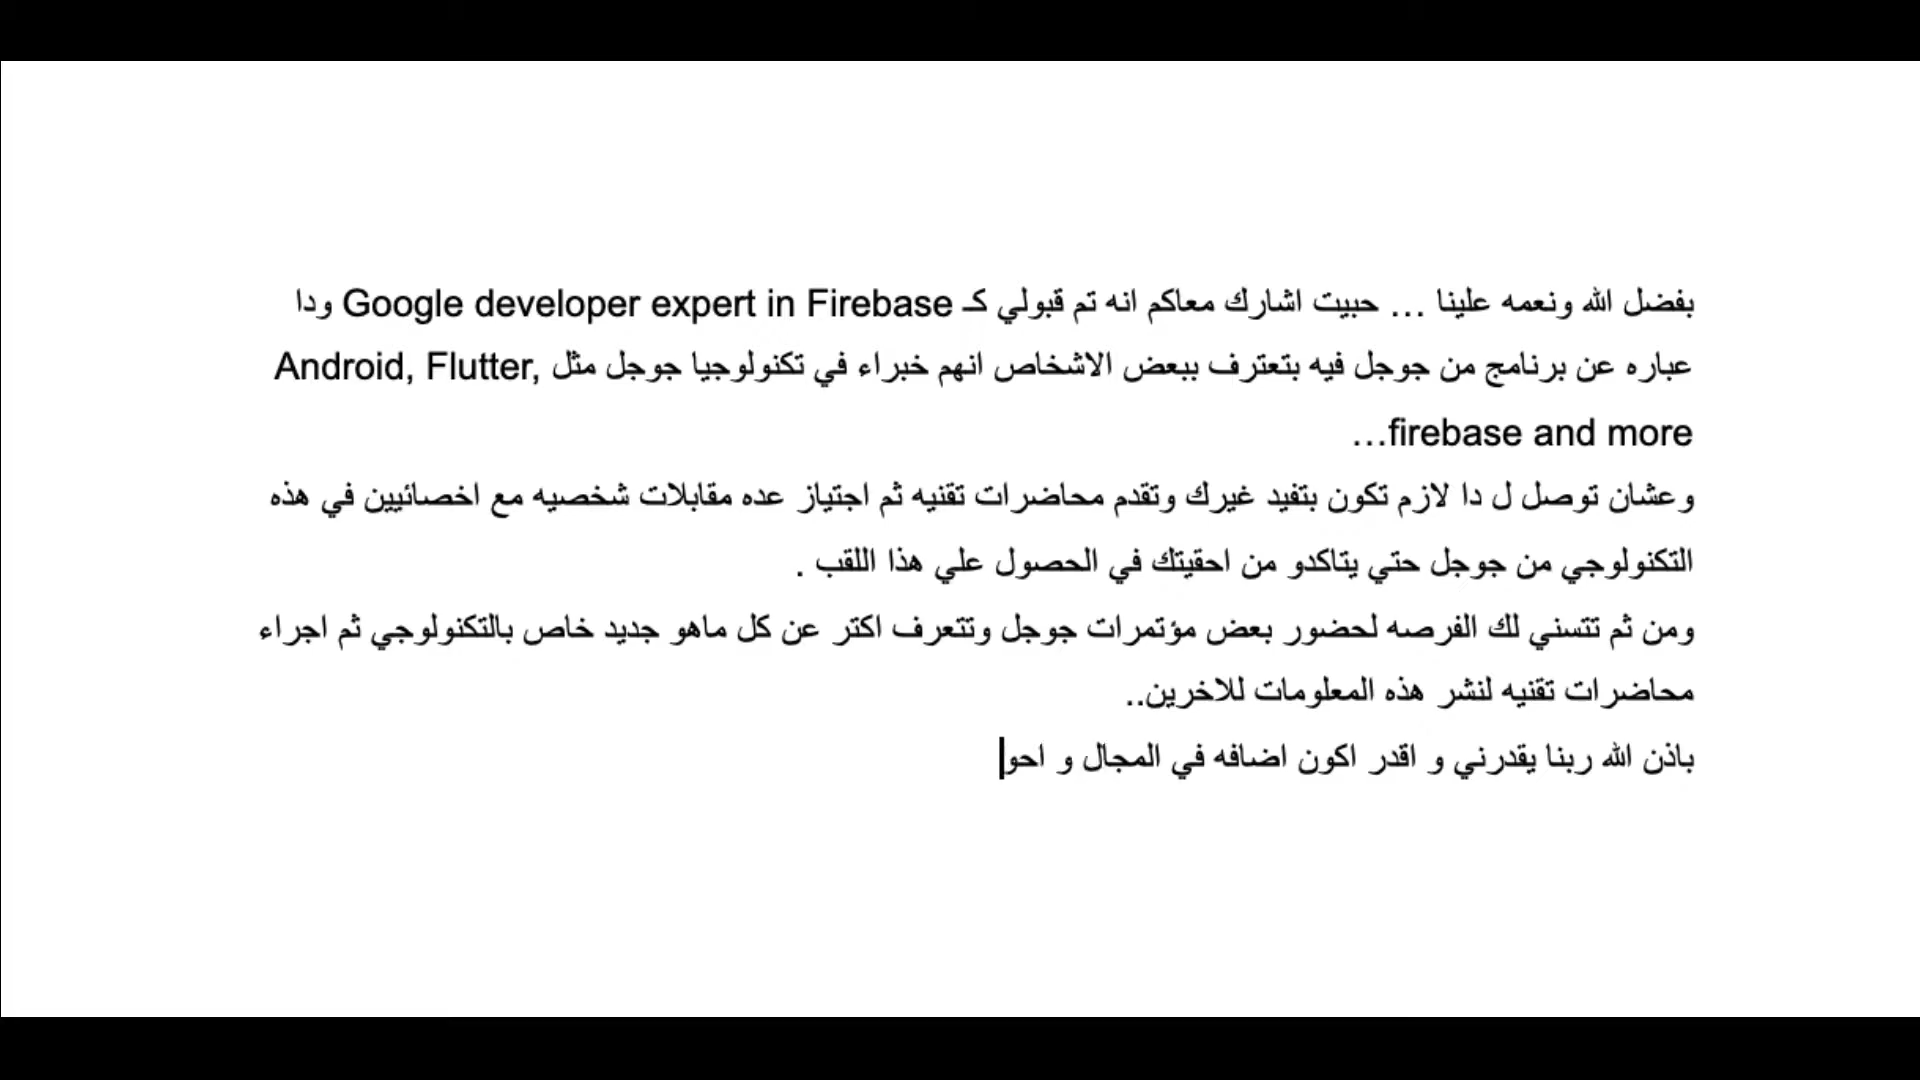 بفضل الله ونعمه علينا ... حبيت اشارك معاكم انه تم قبولي كـ Google developer expert in Firebase ودا
عباره عن برنامج من جوجل فيه بتعترف ببعض الاشخاص انهم خبراء في تكنولوجيا جوجل مثل Android, Flutter,
firebase and more...
وعشان توصل ل دا لازم تكون بتفيد غيرك وتقدم محاضرات تقنيه ثم اجتياز عده مقابلات شخصيه مع اخصائيين في هذه
التكنولوجي من جوجل حتي يتاكدو من احقيتك في الحصول علي هذا اللقب .
ومن ثم تتسني لك الفرصه لحضور بعض مؤتمرات جوجل وتتعرف اكتر عن كل ماهو جديد خاص بالتكنولوجي ثم اجراء
محاضرات تقنيه لنشر هذه المعلومات للاخرين..
باذن الله ربنا يقدرني و اقدر اكون اضافه في المجال و احو